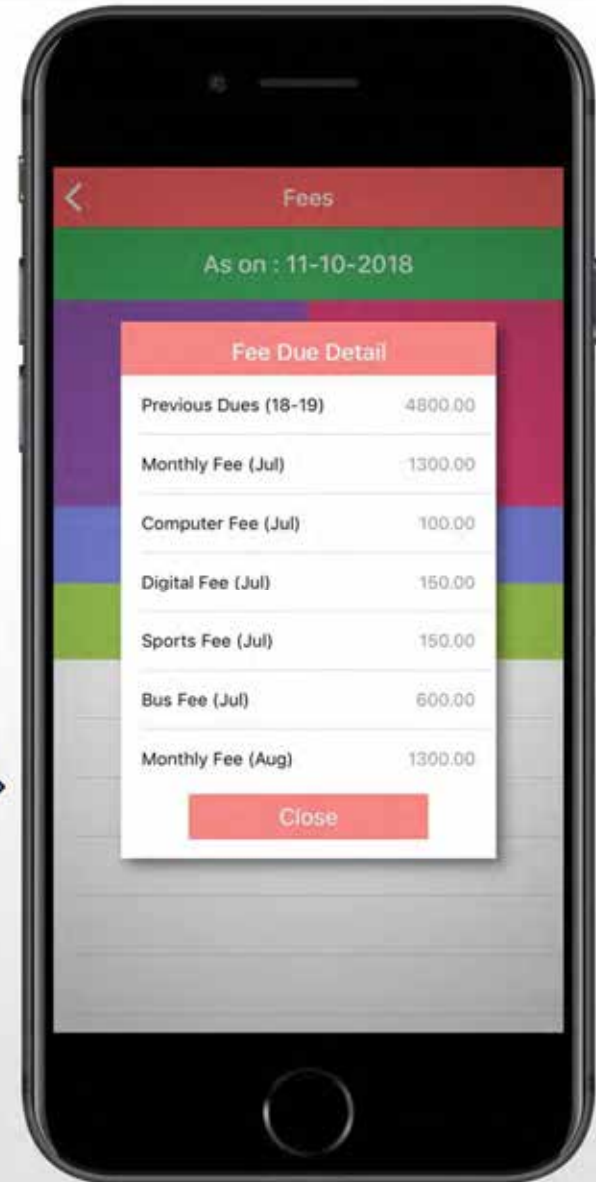 Fees
As on : 11-10-2018
Fee Due Detail
Previous Dues (18-19) 4800.00
Monthly Fee (Jul) 1300.00
Computer Fee (Jul) 100.00
Digital Fee (Jul) 150.00
Sports Fee (Jul) 150.00
Bus Fee (Jul) 600.00
Monthly Fee (Aug) 1300.00
Close